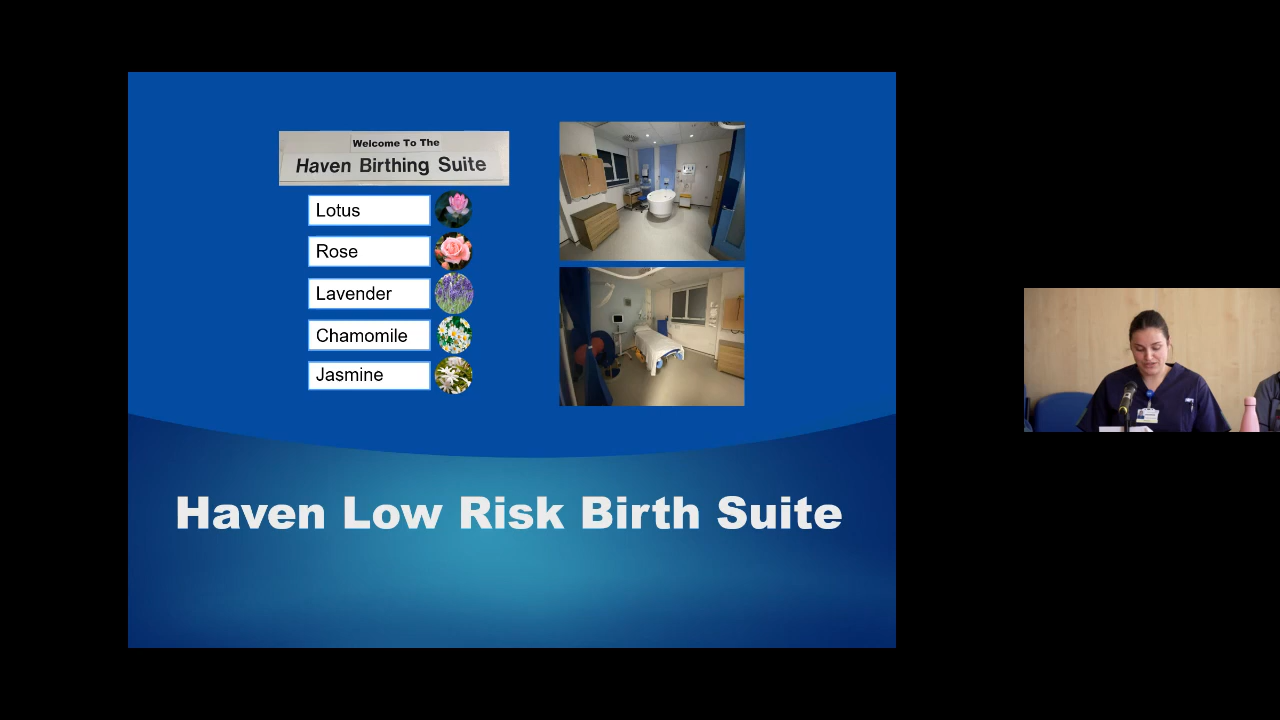 Welcome To The
Haven Birthing Suite
Lotus
Rose
Lavender
Chamomile
Jasmine
Haven Low Risk Birth Suite